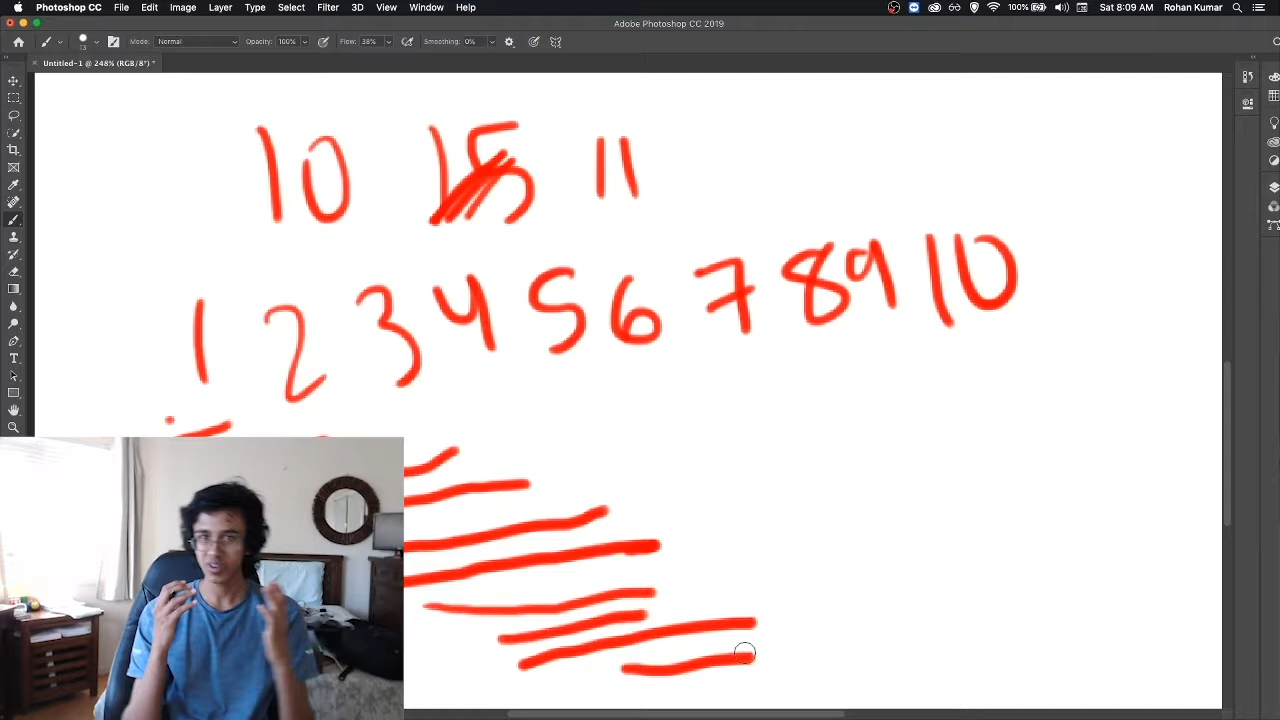 Photoshop CC File Edit Image Layer Type Select Filter 3D View Window Help 100% Sat 8:09 AM Rohan Kumar
Adobe Photoshop CC 2019
13 Mode: Normal Opacity: 100% Flow: 38% Smoothing: 0%
Untitled-1 @ 248% (RGB/8*) *
10 15 11
1 2 3 4 5 6 7 8 9 10